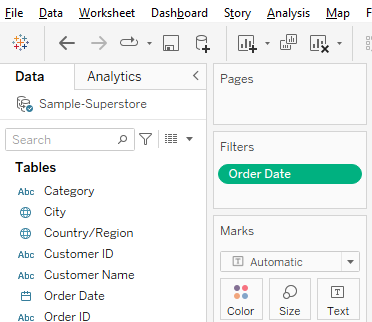 File Data Worksheet Dashboard Story Analysis Map F
Data Analytics
Sample-Superstore
Search
Tables
Abc Category
City
Country/Region
Abc Customer ID
Abc Customer Name
Order Date
Abc Order ID
Pages
Filters
Order Date
Marks
T Automatic
Color Size T Text